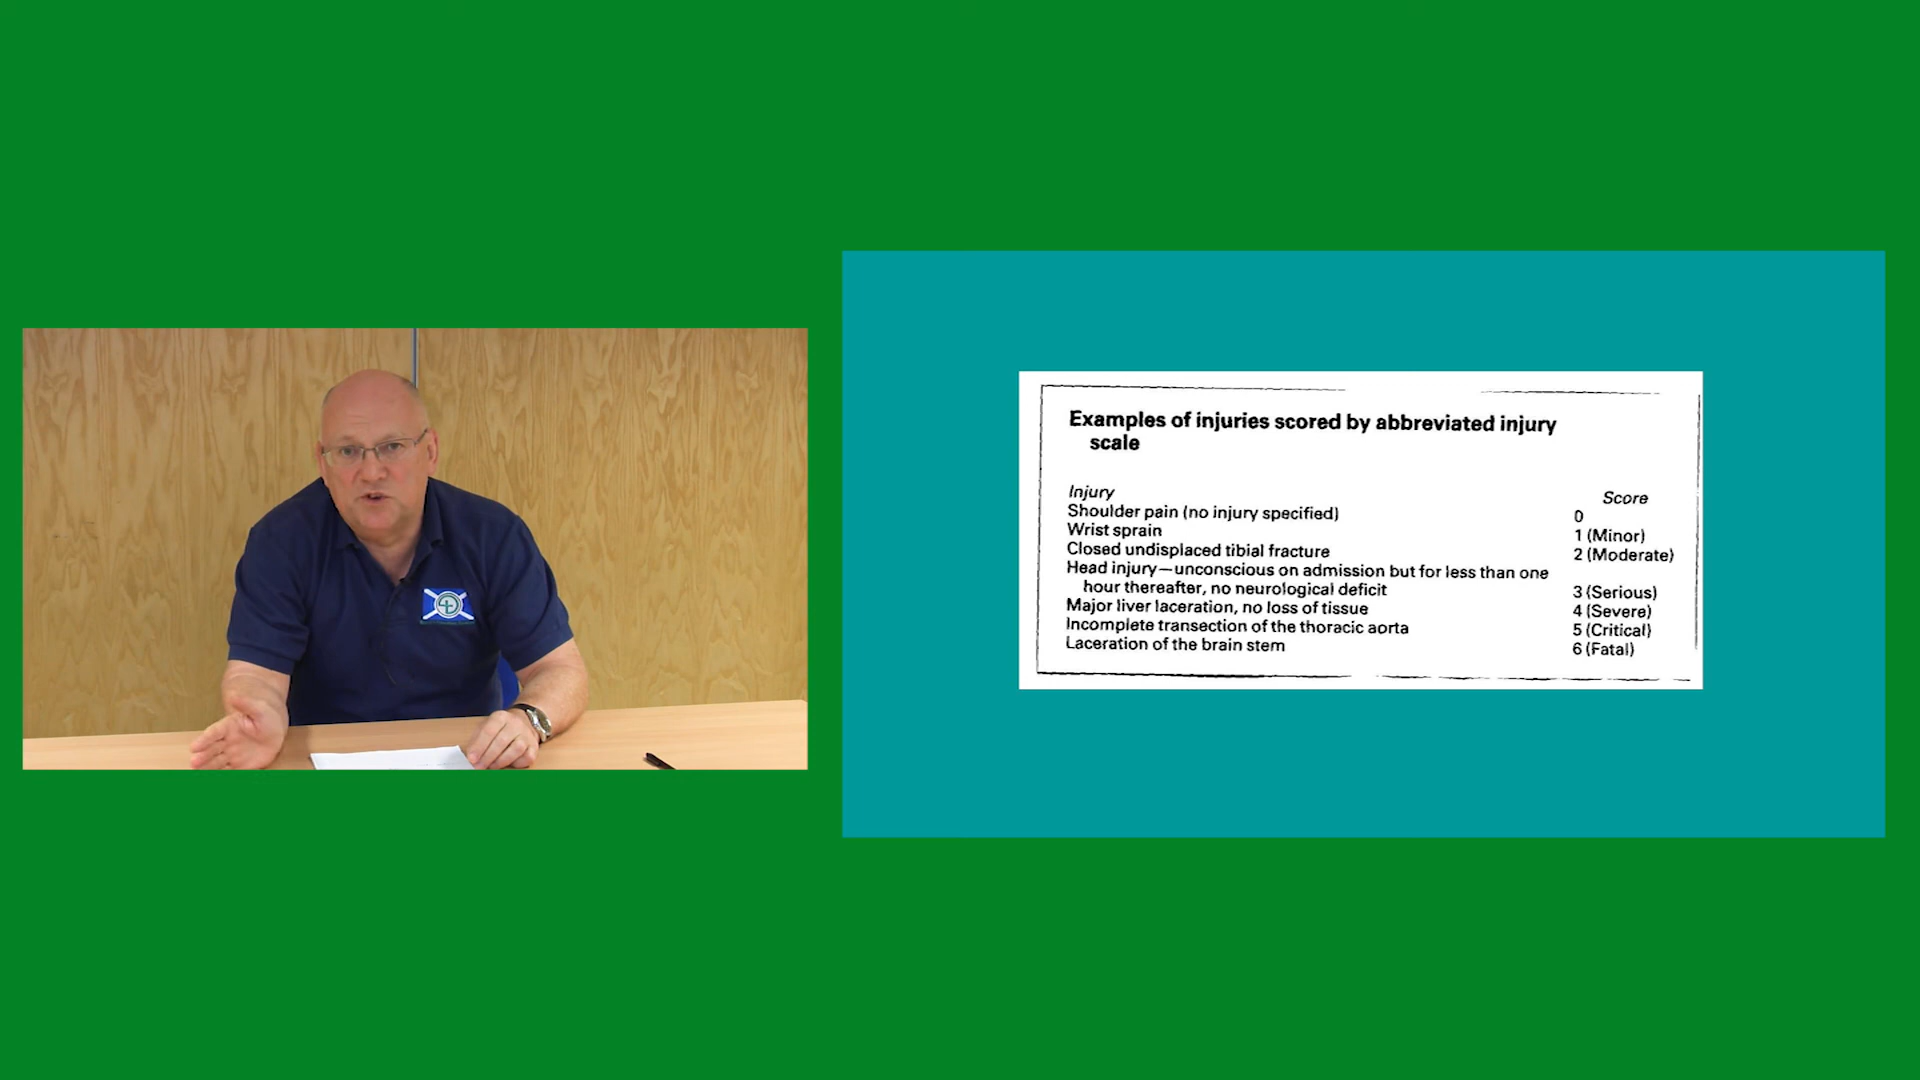 Examples of injuries scored by abbreviated injury
scale
Injury Score
Shoulder pain (no injury specified) 0
Wrist sprain 1 (Minor)
Closed undisplaced tibial fracture 2 (Moderate)
Head injury—unconscious on admission but for less than one
hour thereafter, no neurological deficit 3 (Serious)
Major liver laceration, no loss of tissue 4 (Severe)
Incomplete transection of the thoracic aorta 5 (Critical)
Laceration of the brain stem 6 (Fatal)